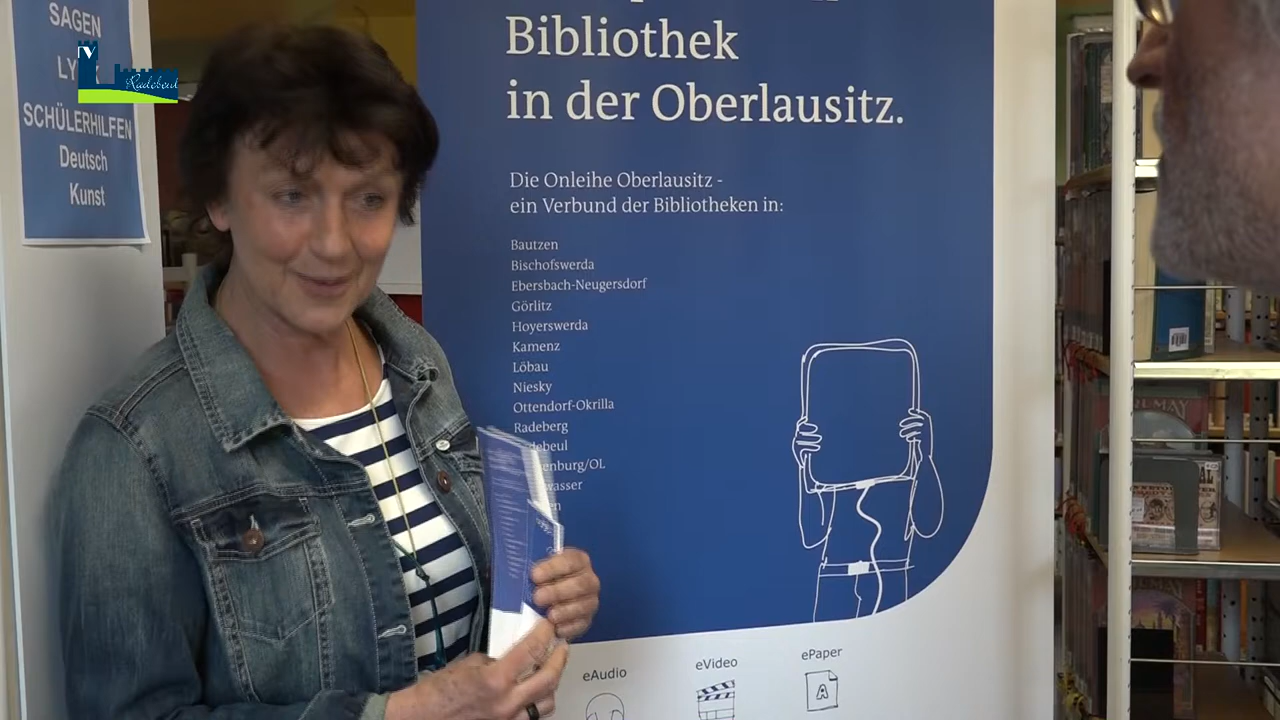 SAGEN
SCHÜLERHILFEN
Deutsch
Kunst
TV
Radebeul
Bibliothek
in der Oberlausitz.
Die Onleihe Oberlausitz -
ein Verbund der Bibliotheken in:
Bautzen
Bischofswerda
Ebersbach-Neugersdorf
Görlitz
Hoyerswerda
Kamenz
Löbau
Niesky
Ottendorf-Okrilla
Radeberg
eAudio
eVideo
ePaper